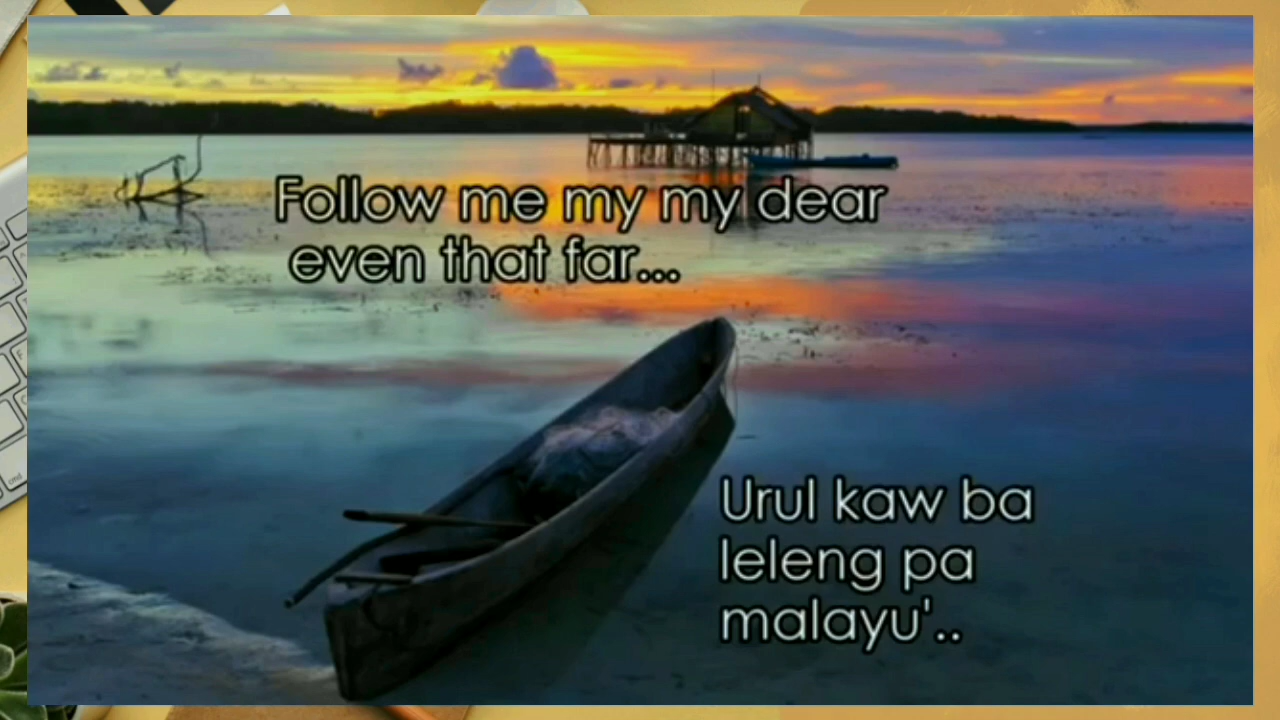 Follow me my my dear
even that far...
Urul kaw ba
leleng pa
malayu'..